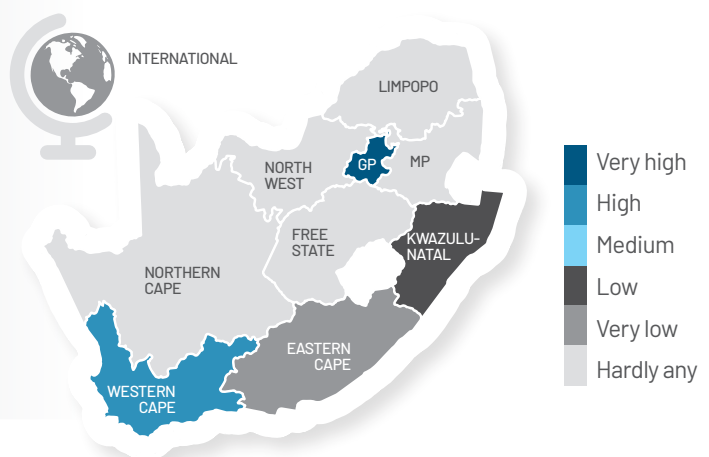 INTERNATIONAL
LIMPOPO
GP
MP
NORTH
WEST
FREE
STATE
KWAZULU-
NATAL
NORTHERN
CAPE
EASTERN
CAPE
WESTERN
CAPE
Very high
High
Medium
Low
Very low
Hardly any